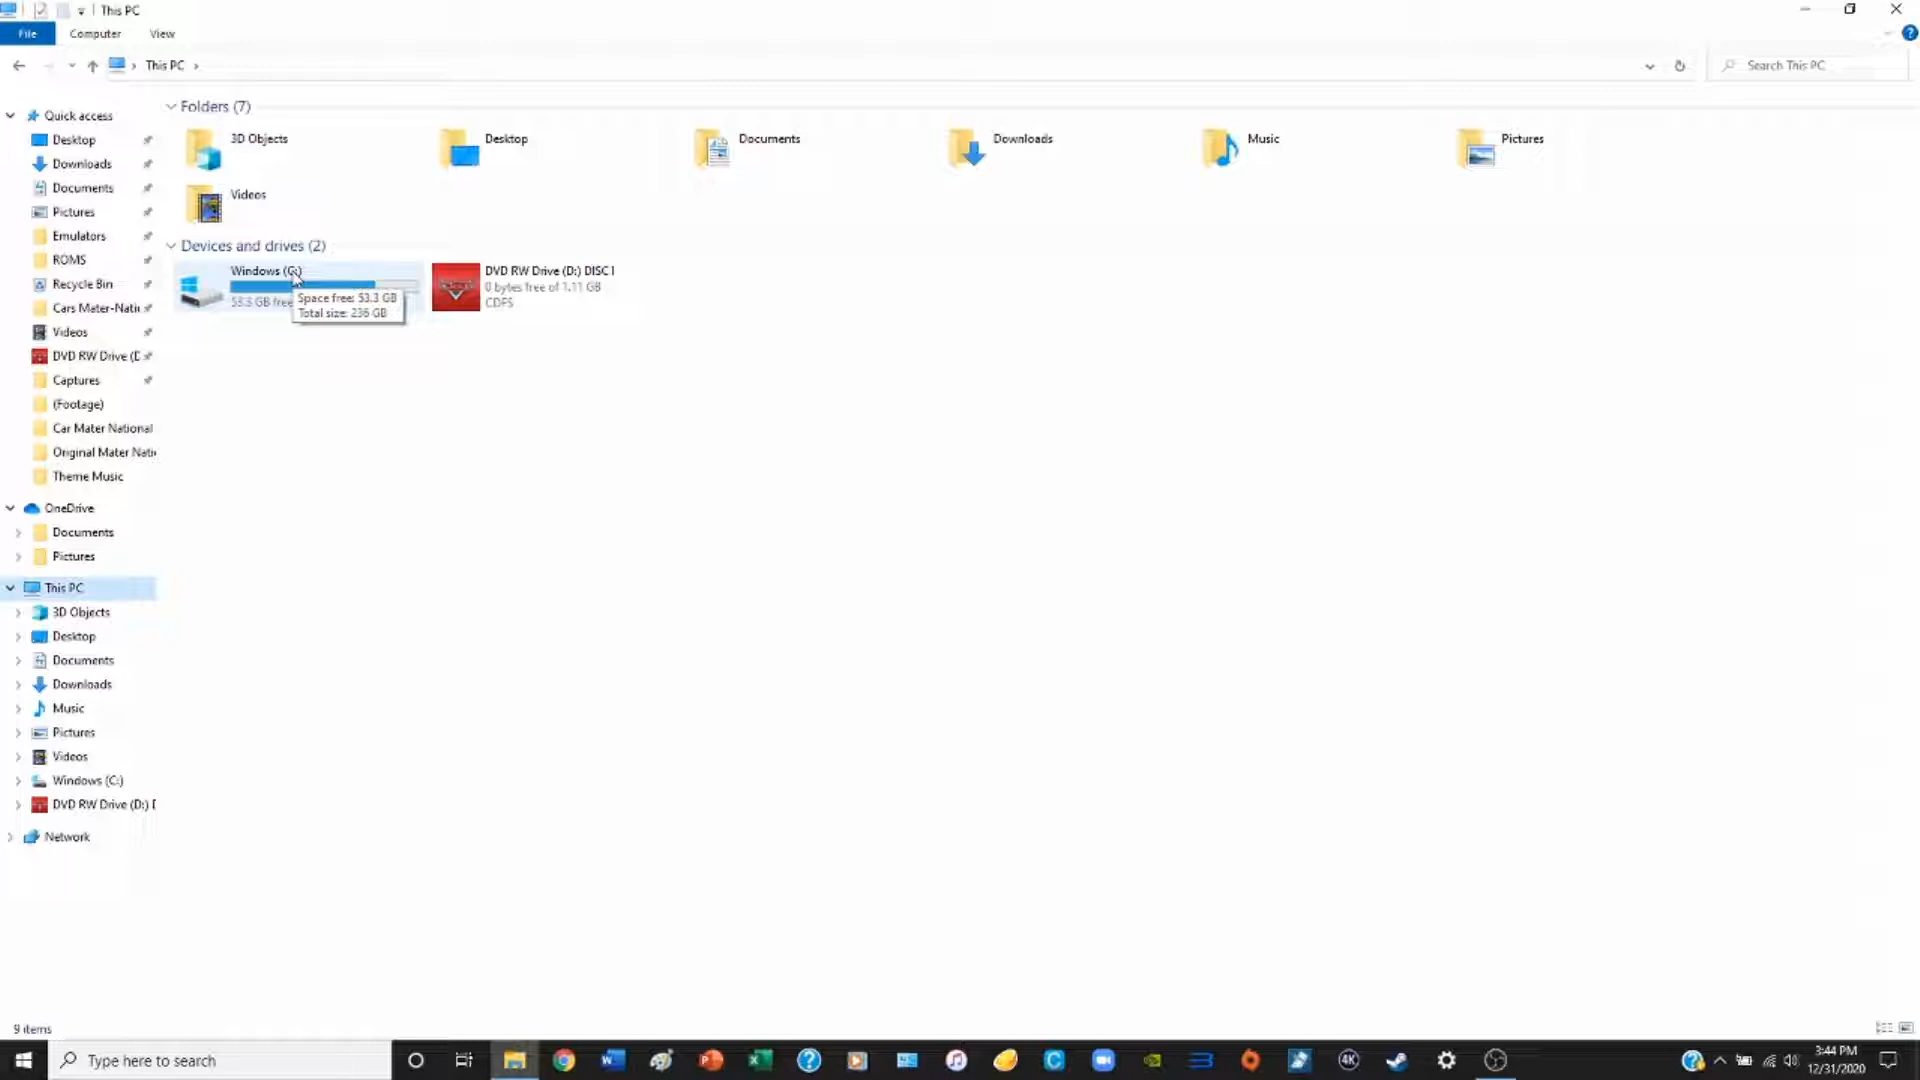 This PC
File
Computer
View
This PC
Search This PC
Quick access
Desktop
Downloads
Documents
Pictures
Emulators
ROMS
Recycle Bin
Cars Mater-Natic
Videos
DVD RW Drive (D
Captures
(Footage)
Car Mater National
Original Mater Natio
Theme Music
OneDrive
Documents
Pictures
This PC
3D Objects
Desktop
Documents
Downloads
Music
Pictures
Videos
Windows (C:)
DVD RW Drive (D:) D
Network
Folders (7)
3D Objects
Desktop
Documents
Downloads
Music
Pictures
Videos
Devices and drives (2)
Windows (C:)
53.3 GB free
Space free: 53.3 GB
Total size: 236 GB
DVD RW Drive (D:) DISC1
0 bytes free of 1.11 GB
CDFS
9 items
Type here to search
4K
3:44 PM
12/31/2020